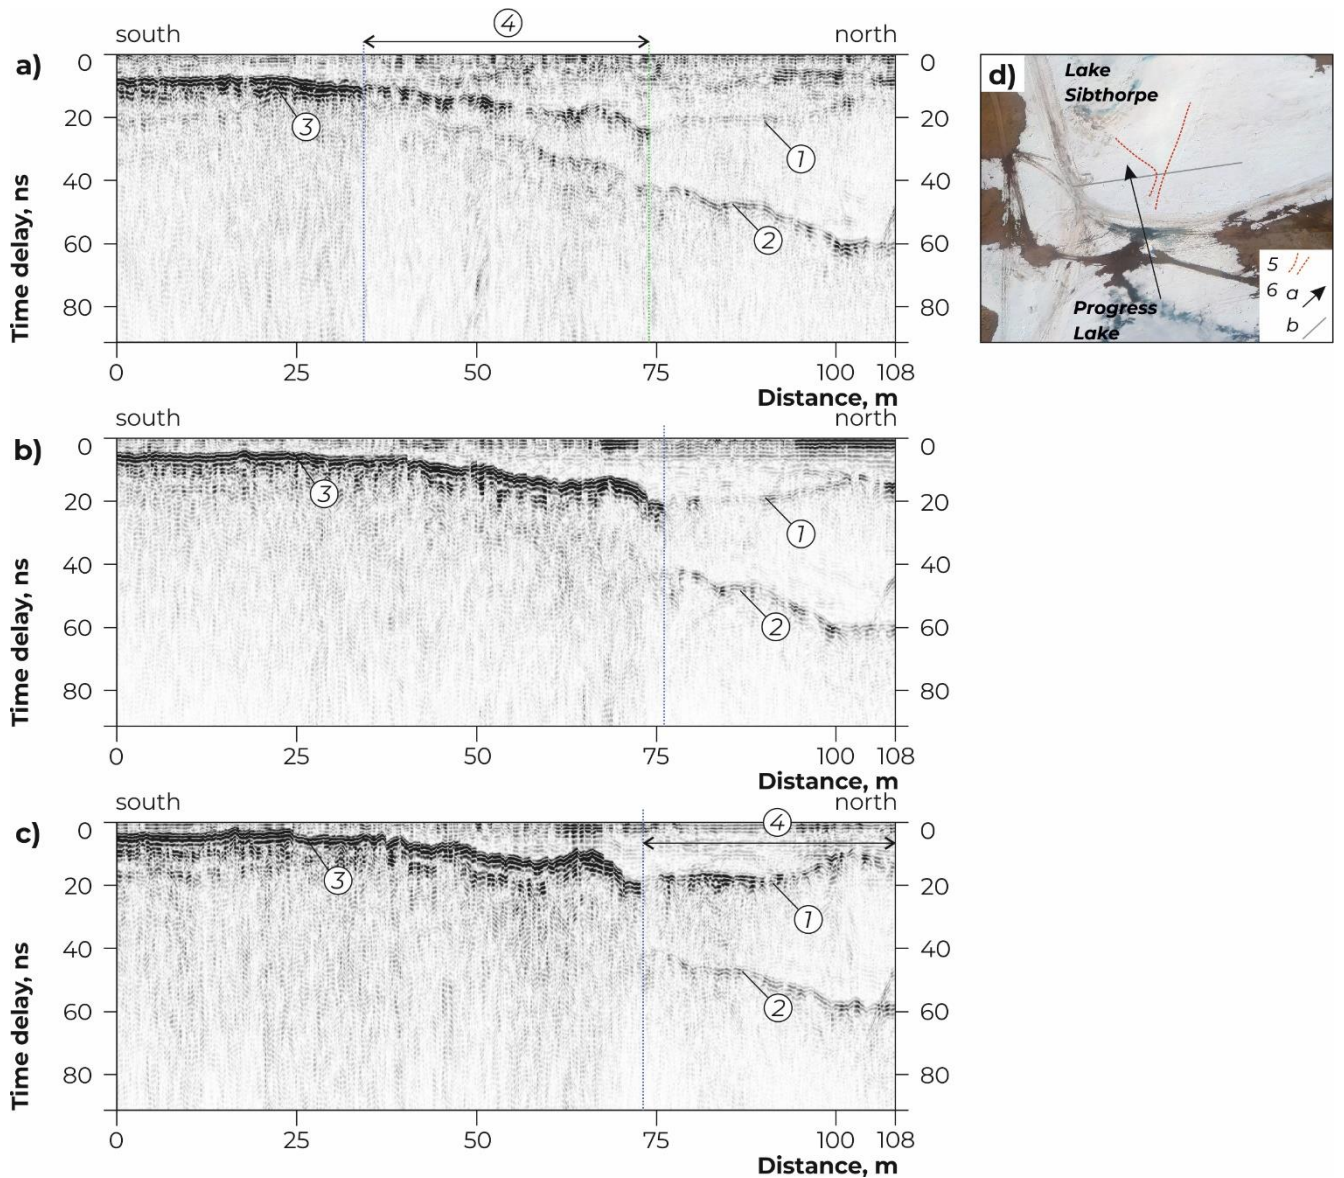 a)
south
④
north
0
20
40
60
80
Time delay, ns
③
①
②
0
20
40
60
80
0 25 50 75 100 108
Distance, m
b)
south
north
0
20
40
60
80
Time delay, ns
③
①
②
0
20
40
60
80
0 25 50 75 100 108
Distance, m
c)
south
north
④
0
20
40
60
80
Time delay, ns
③
①
②
0
20
40
60
80
0 25 50 75 100 108
Distance, m
d)
Lake
Sibthorpe
Progress
Lake
5
6 a
b